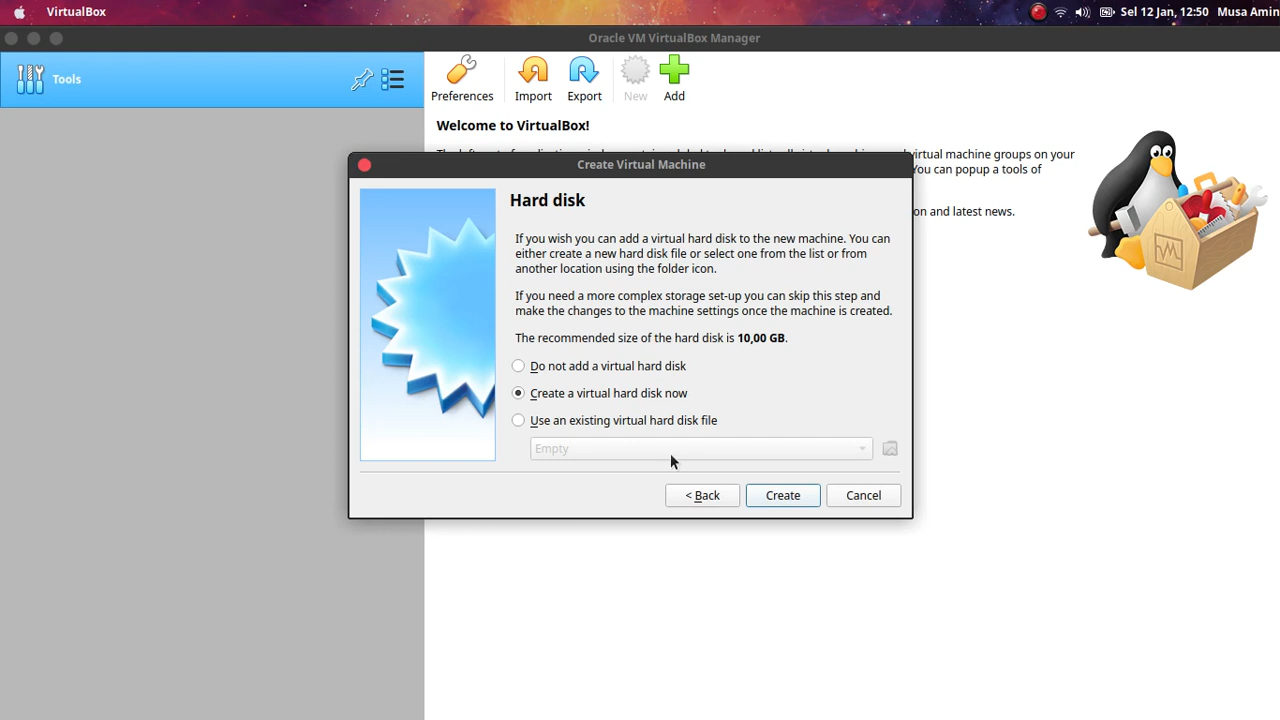 VirtualBox
Sel 12 Jan, 12:50 Musa Amin
Oracle VM VirtualBox Manager
Tools
Preferences
Import
Export
New
Add
Welcome to VirtualBox!
virtual machine groups on your
You can popup a tools of
on and latest news.
Create Virtual Machine
Hard disk
If you wish you can add a virtual hard disk to the new machine. You can
either create a new hard disk file or select one from the list or from
another location using the folder icon.
If you need a more complex storage set-up you can skip this step and
make the changes to the machine settings once the machine is created.
The recommended size of the hard disk is 10,00 GB.
Do not add a virtual hard disk
Create a virtual hard disk now
Use an existing virtual hard disk file
Empty
< Back
Create
Cancel